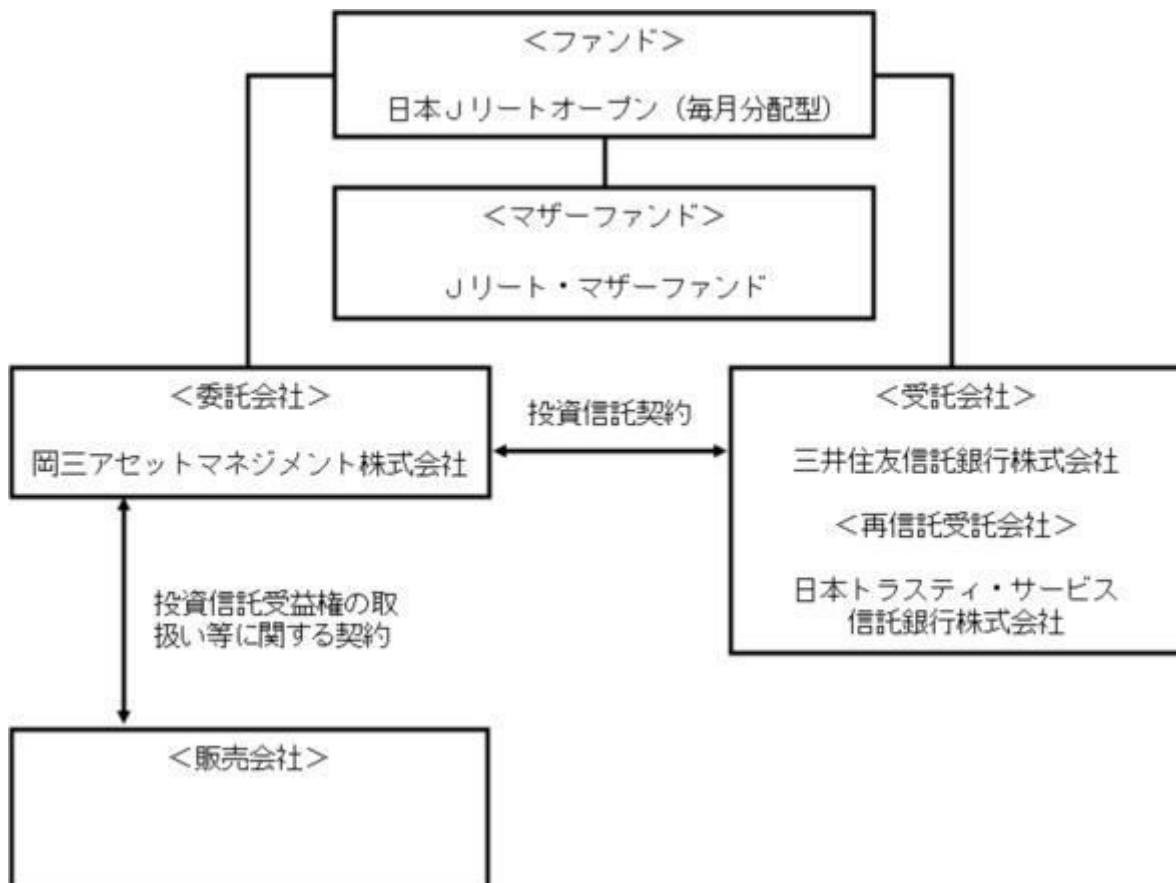 ＜ファンド＞
日本Ｊリートオープン（毎月分配型）
＜マザーファンド＞
Ｊリート・マザーファンド
＜委託会社＞
岡三アセットマネジメント株式会社
投資信託契約
＜受託会社＞
三井住友信託銀行株式会社
＜再信託受託会社＞
日本トラスティ・サービス
信託銀行株式会社
投資信託受益権の取
扱い等に関する契約
＜販売会社＞